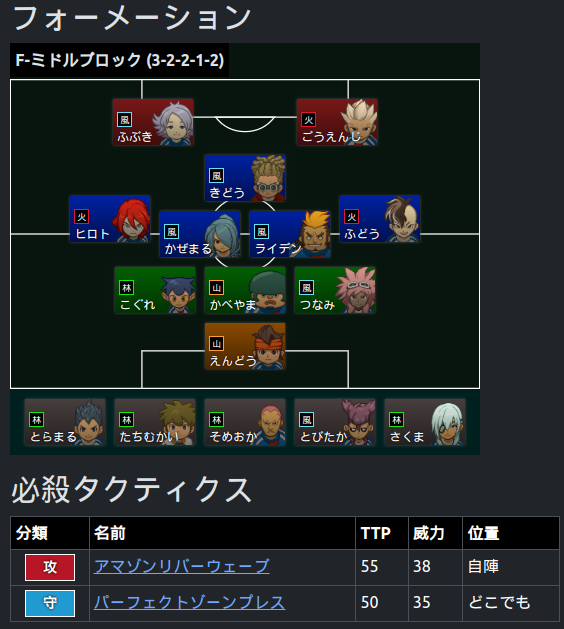 フォーメーション
F-ミドルブロック (3-2-2-1-2)
風
ふぶき
火
ごうえんじ
風
きどう
火
ヒロト
風
かぜまる
風
ライデン
火
ふどう
林
こぐれ
山
かべやま
風
つなみ
山
えんどう
林
とらまる
林
たちむかい
林
そめおか
風
とびたか
林
さくま
必殺タクティクス
分類 名前 TTP 威力 位置
攻 アマゾンリバーウェーブ 55 38 自陣
守 パーフェクトゾーンプレス 50 35 どこでも